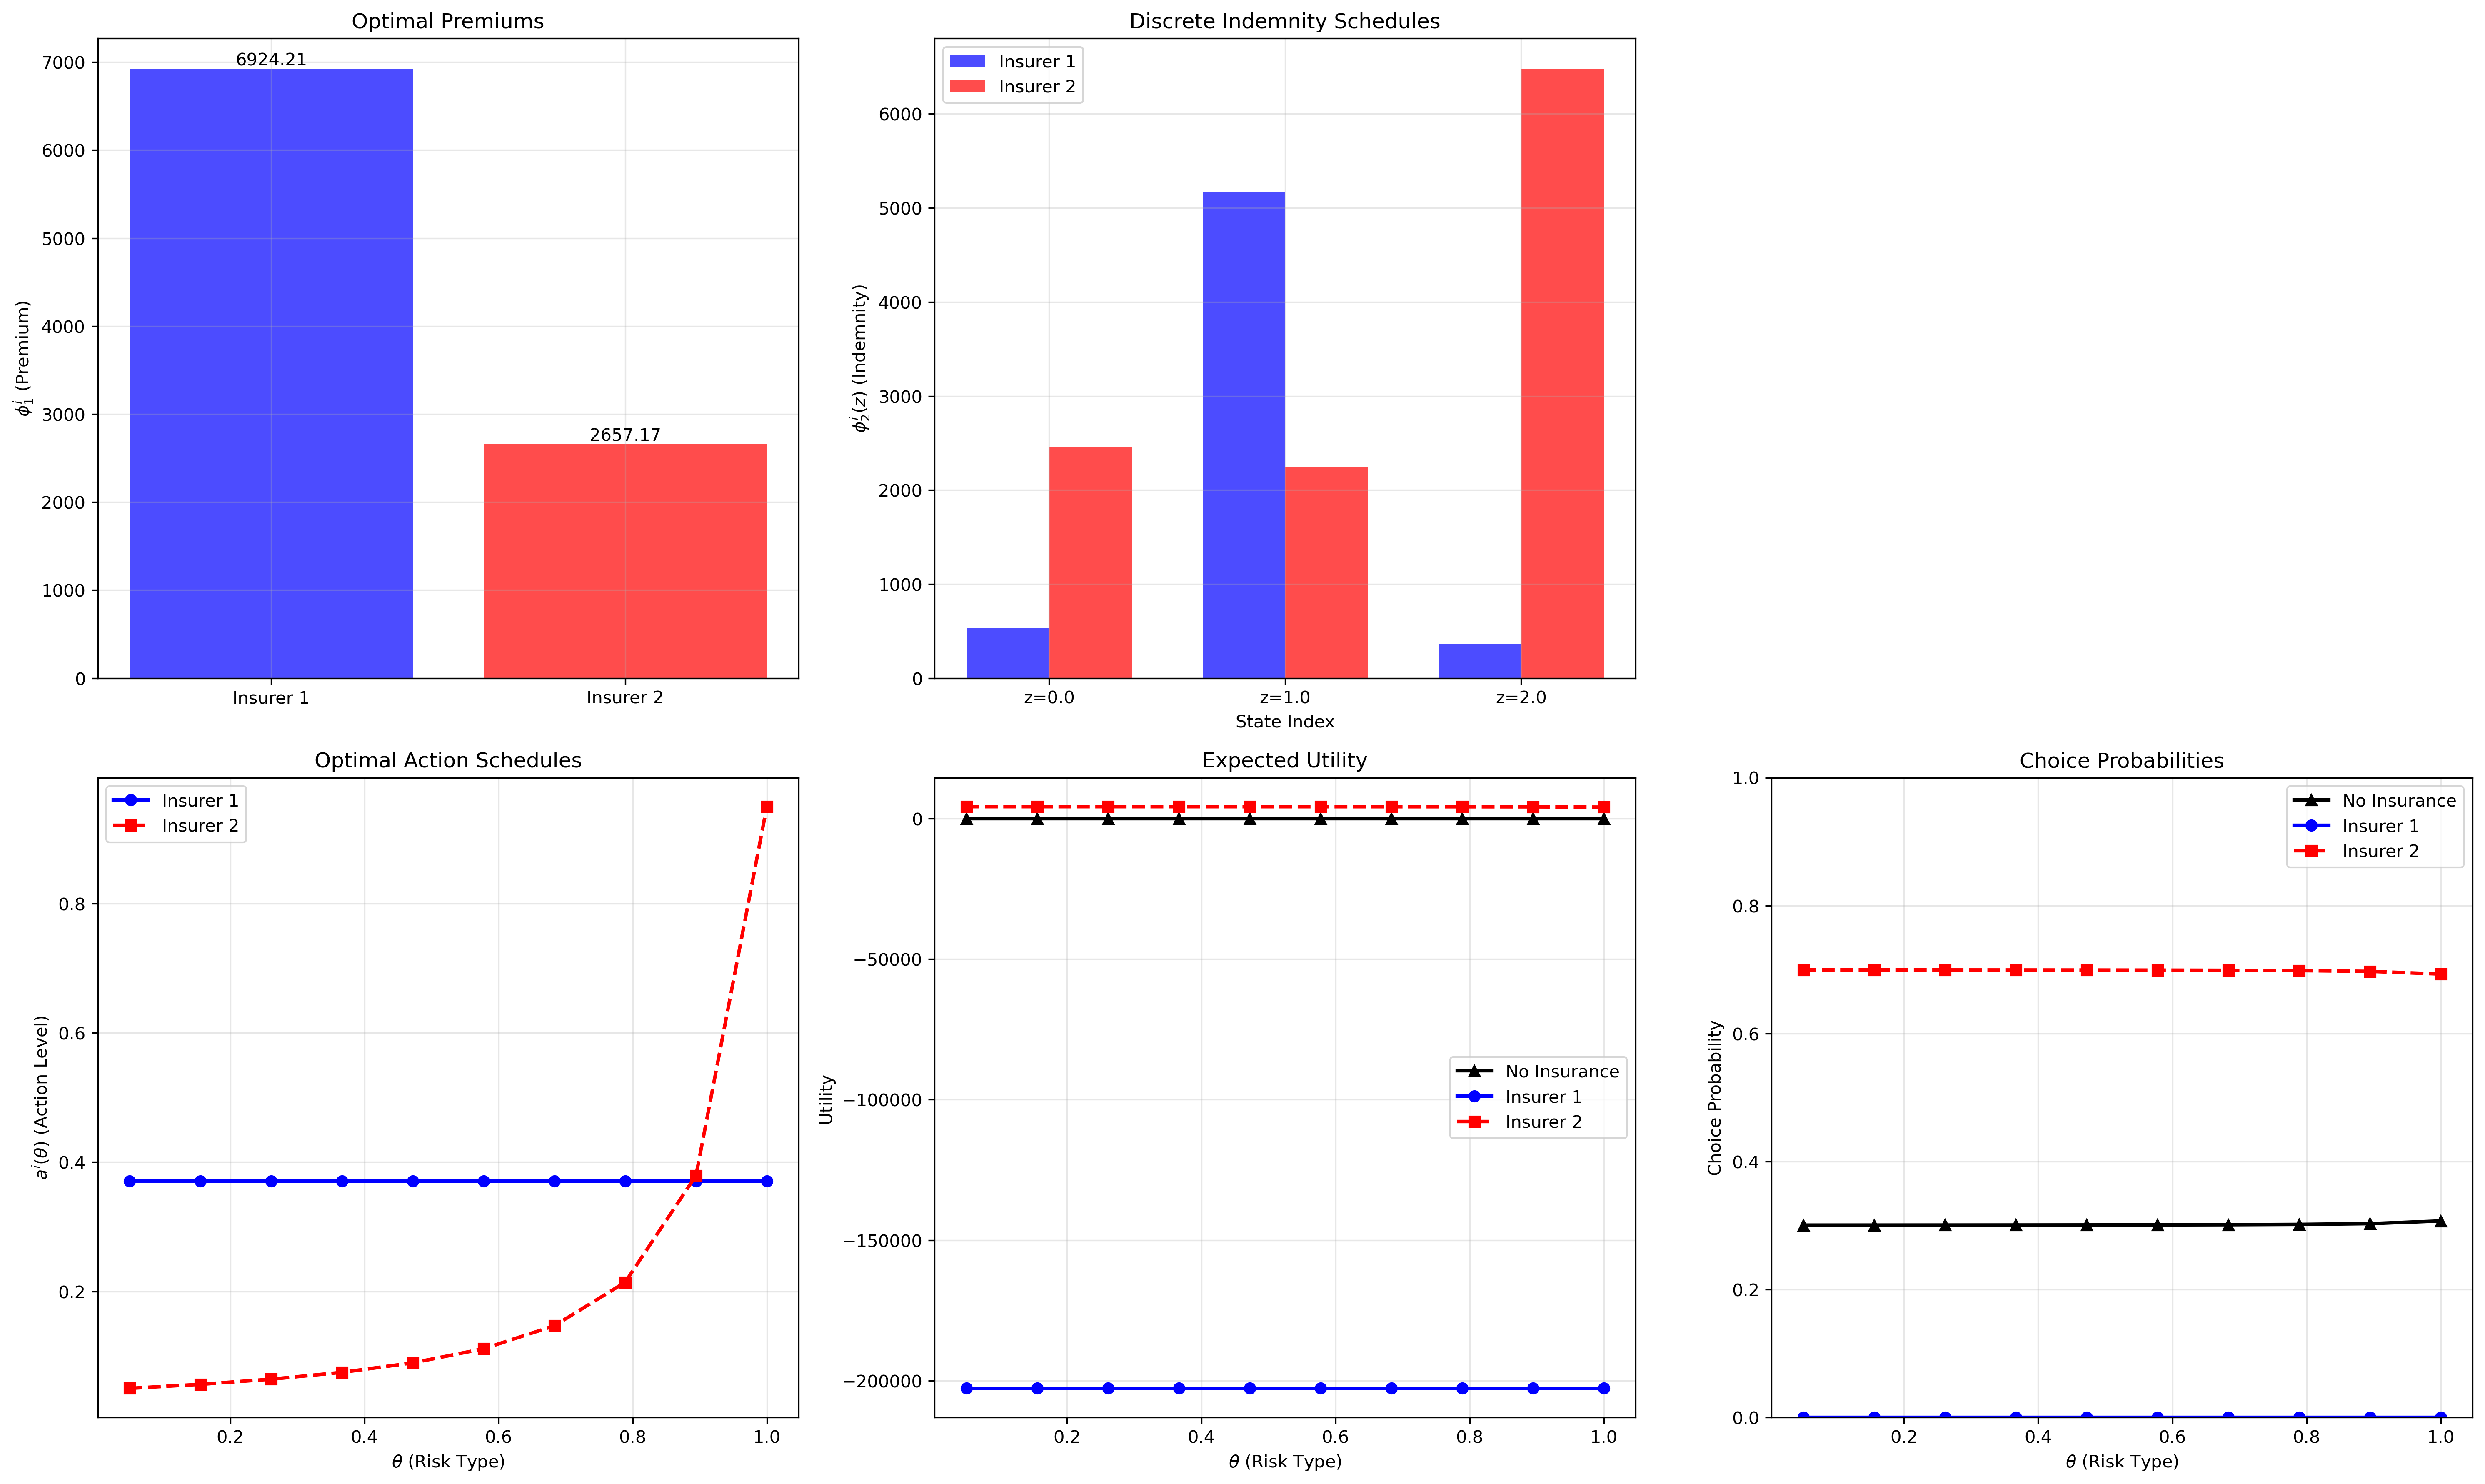 Optimal Premiums
ϕ₁ⁱ (Premium)
7000
6000
5000
4000
3000
2000
1000
0
6924.21
2657.17
Insurer 1
Insurer 2
Discrete Indemnity Schedules
ϕ₂ⁱ(z) (Indemnity)
6000
5000
4000
3000
2000
1000
0
Insurer 1
Insurer 2
z=0.0
z=1.0
z=2.0
State Index
Optimal Action Schedules
aⁱ(θ) (Action Level)
0.8
0.6
0.4
0.2
Insurer 1
Insurer 2
0.2
0.4
0.6
0.8
1.0
θ (Risk Type)
Expected Utility
Utility
0
−50000
−100000
−150000
−200000
No Insurance
Insurer 1
Insurer 2
0.2
0.4
0.6
0.8
1.0
θ (Risk Type)
Choice Probabilities
Choice Probability
1.0
0.8
0.6
0.4
0.2
0.0
No Insurance
Insurer 1
Insurer 2
0.2
0.4
0.6
0.8
1.0
θ (Risk Type)